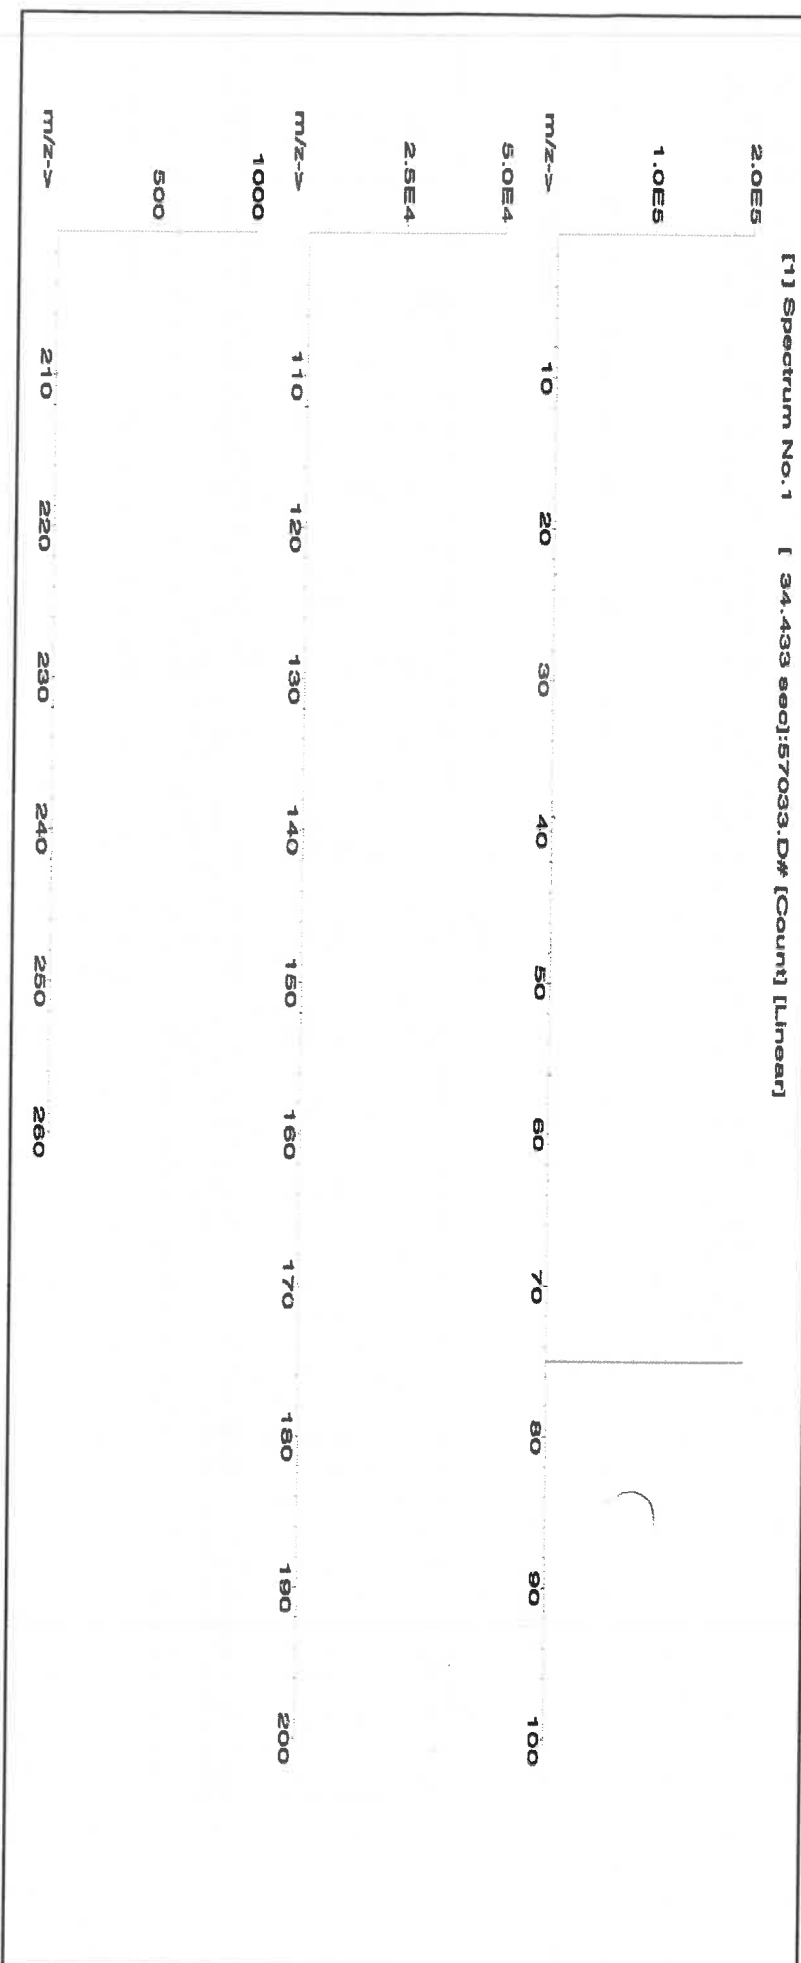 [1] Spectrum No.1 [ 34.433 sec]:57033.D# [Count] [Linear]
2.0E5
1.0E5
m/z->
10 20 30 40 50 60 70 80 90 100
5.0E4
2.5E4
m/z->
110 120 130 140 150 160 170 180 190 200
1000
500
m/z->
210 220 230 240 250 260